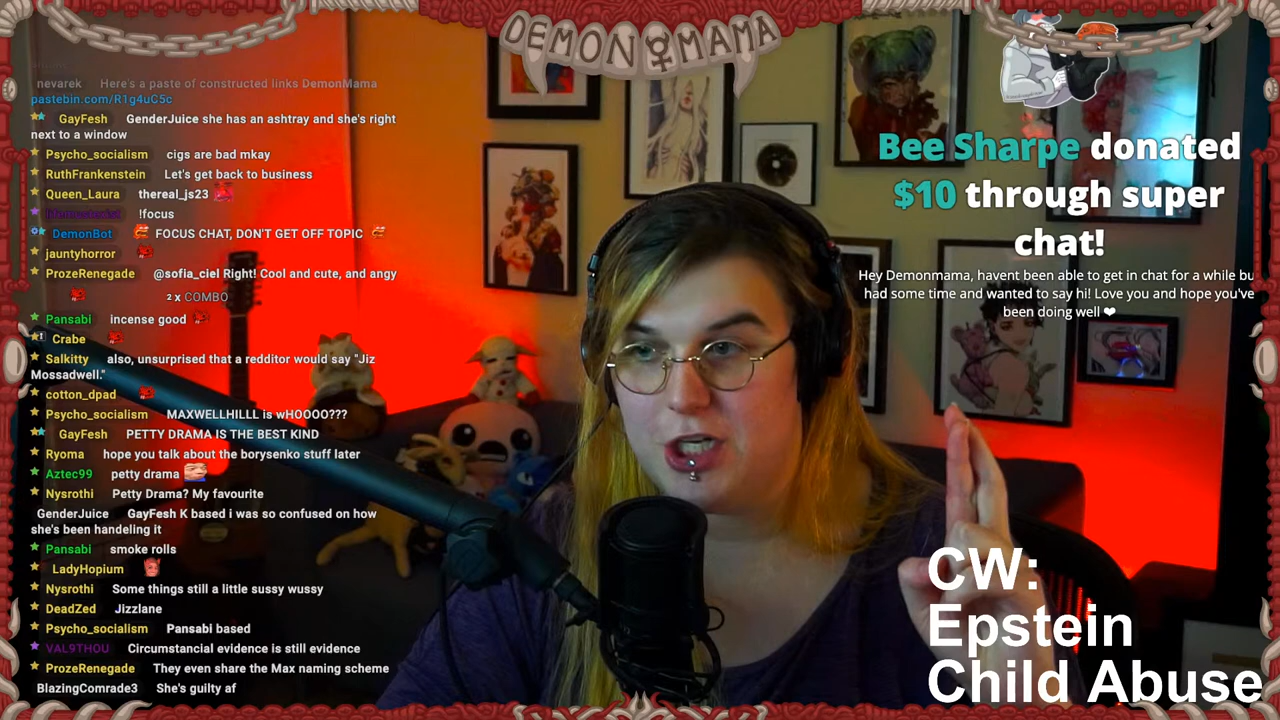 DEMON MAMA
nevarek Here's a paste of constructed links DemonMama
pastebin.com/R1g4uC5c
GayFesh GenderJuice she has an ashtray and she's right
next to a window
Psycho_socialism cigs are bad mkay
RuthFrankenstein Let's get back to business
Queen_Laura thereal_js23
!focus
DemonBot FOCUS CHAT, DON'T GET OFF TOPIC
jauntyhorror
ProzeRenegade @sofia_ciel Right! Cool and cute, and angy
2 x COMBO
Pansabi incense good
Crabe
Salkitty also, unsurprised that a redditor would say "Jiz
Mossadwell."
cotton_dpad
Psycho_socialism MAXWELLHILLL is wHOOOO???
GayFesh PETTY DRAMA IS THE BEST KIND
Ryoma hope you talk about the borysenko stuff later
Aztec99 petty drama
Nysrothi Petty Drama? My favourite
GenderJuice GayFesh K based i was so confused on how
she's been handeling it
Pansabi smoke rolls
LadyHopium
Nysrothi Some things still a little sussy wussy
DeadZed Jizzlane
Psycho_socialism Pansabi based
VAL9THOU Circumstancial evidence is still evidence
ProzeRenegade They even share the Max naming scheme
BlazingComrade3 She's guilty af
Bee Sharpe donated
$10 through super
chat!
Hey Demonmama, havent been able to get in chat for a while bu
had some time and wanted to say hi! Love you and hope you've
been doing well ❤
CW:
Epstein
Child Abuse